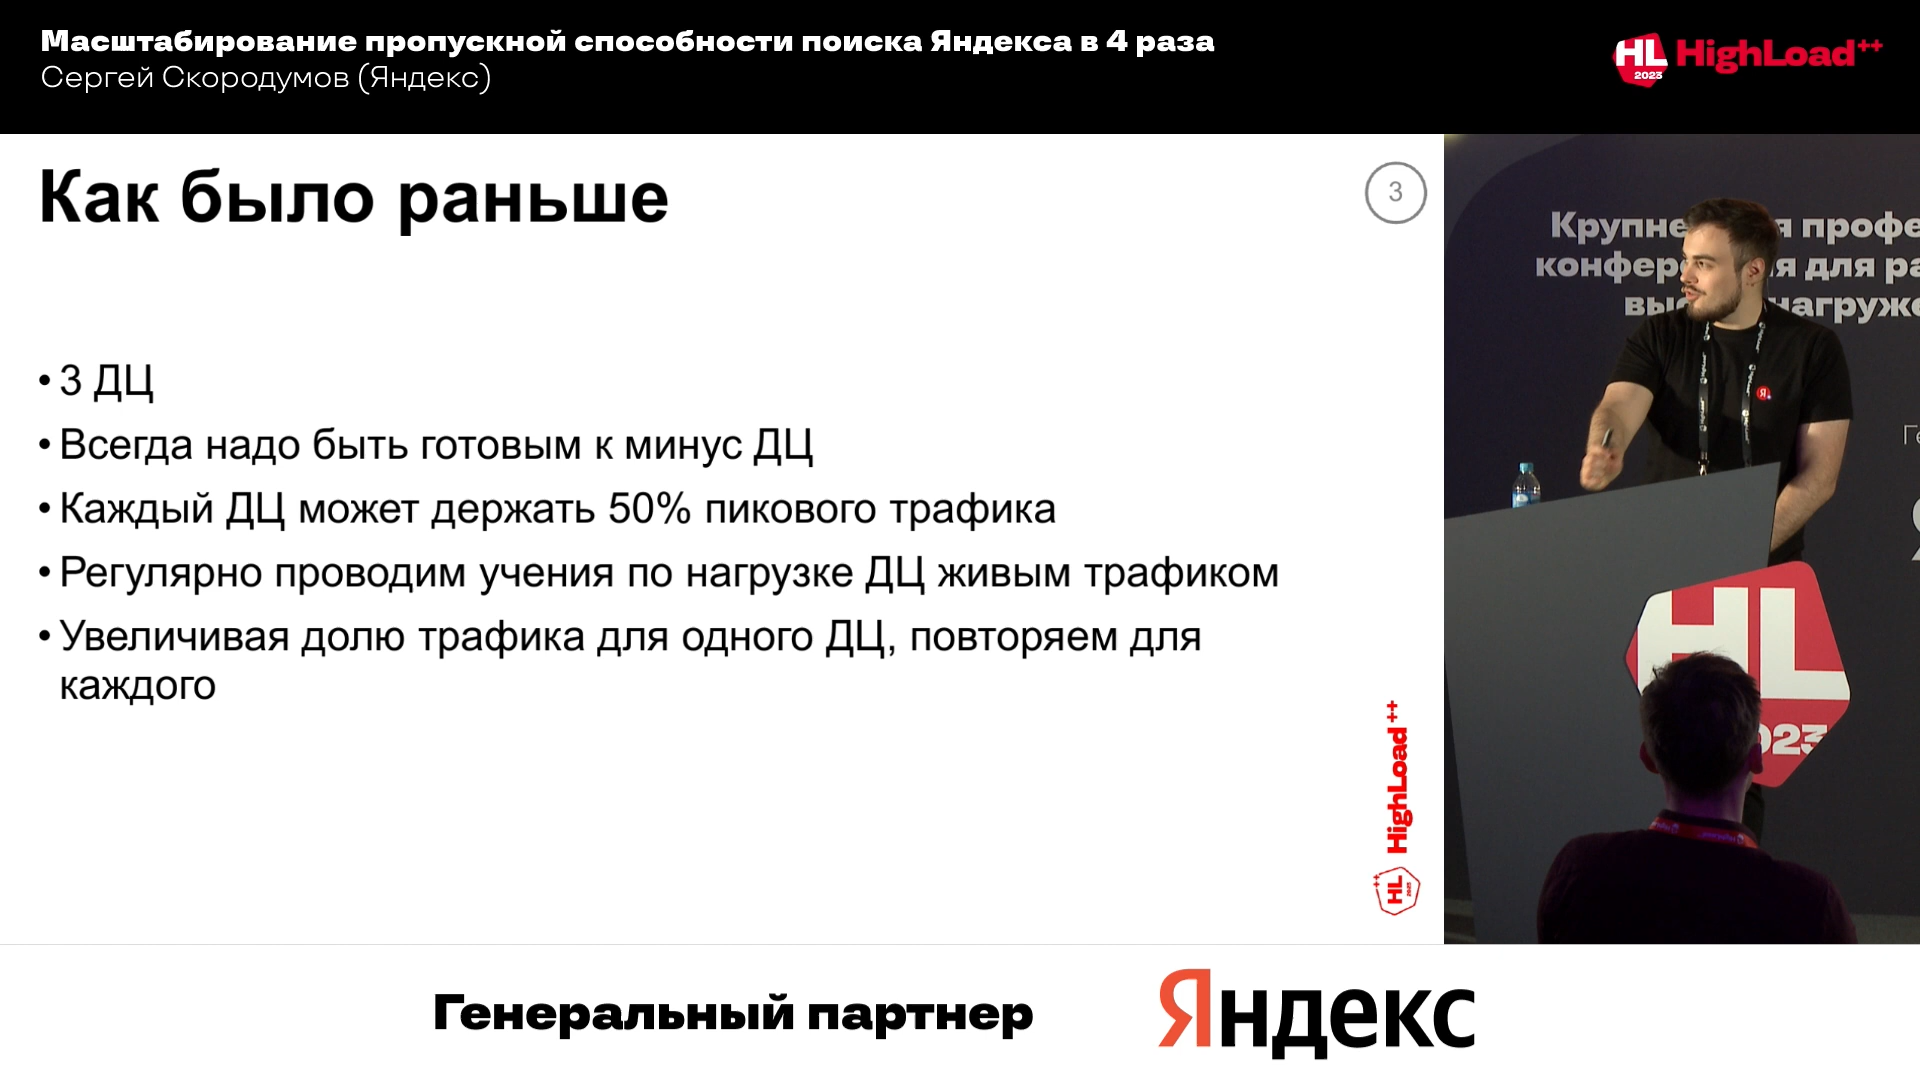 Масштабирование пропускной способности поиска Яндекса в 4 раза
Сергей Скородумов (Яндекс)
HL 2023 HighLoad++
Как было раньше
3
• 3 ДЦ
• Всегда надо быть готовым к минус ДЦ
• Каждый ДЦ может держать 50% пикового трафика
• Регулярно проводим учения по нагрузке ДЦ живым трафиком
• Увеличивая долю трафика для одного ДЦ, повторяем для
каждого
HighLoad++
HL
HL
Генеральный партнер
Яндекс